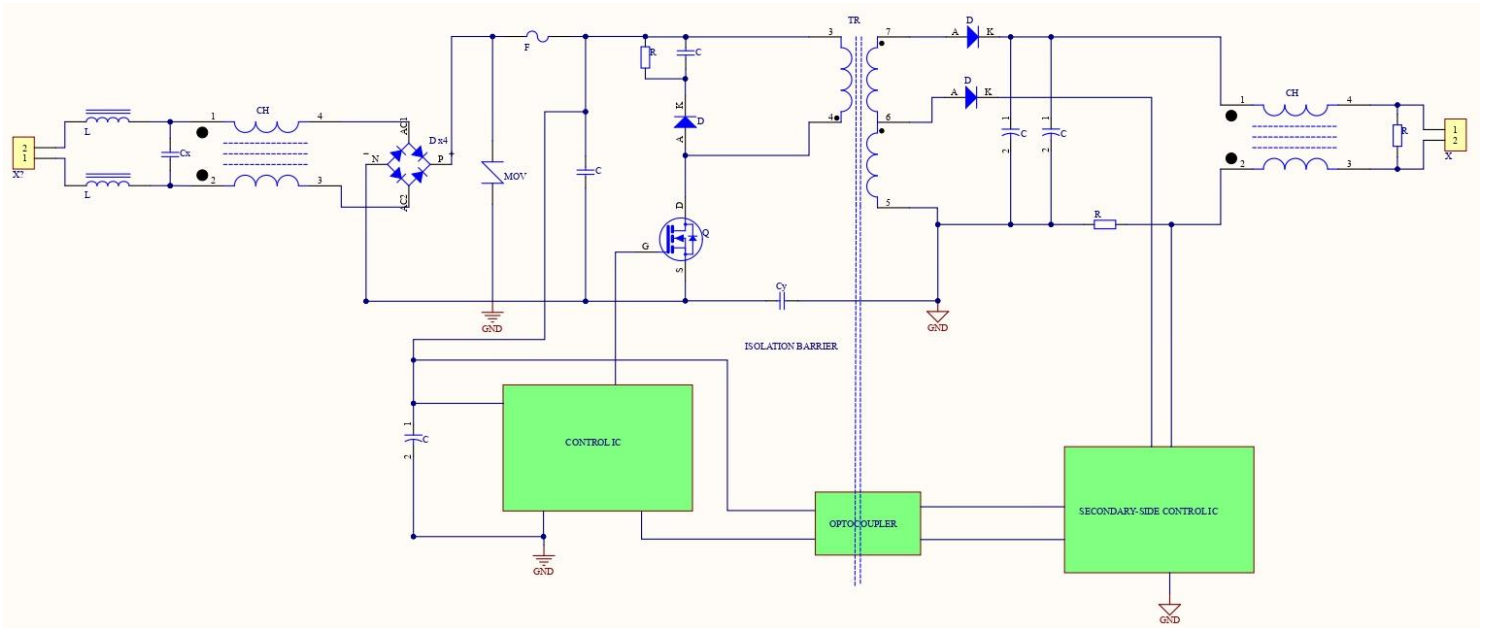 TR
3
7
D
A
K
F
R
C
4
6
D
A
K
5
K
D
A
2
1
X?
L
L
Cx
1
CH
4
2
3
AC1
AC2
-
N
D x4
P
+
MOV
C
D
G
Q
S
Cy
GND
GND
ISOLATION BARRIER
1
C
2
1
C
2
R
1
CH
4
2
3
R
1
2
X
1
C
2
CONTROL IC
GND
OPTOCOUPLER
SECONDARY-SIDE CONTROL IC
GND